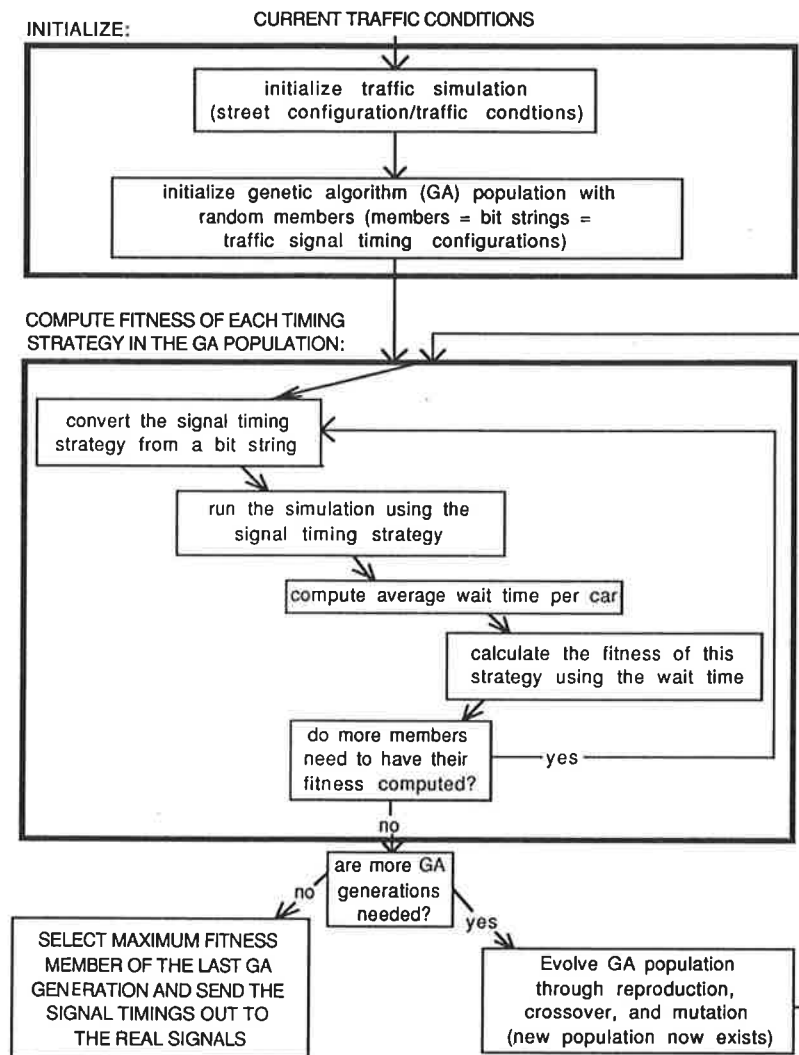 CURRENT TRAFFIC CONDITIONS
INITIALIZE:
initialize traffic simulation
(street configuration/traffic condtions)
initialize genetic algorithm (GA) population with
random members (members = bit strings =
traffic signal timing configurations)
COMPUTE FITNESS OF EACH TIMING
STRATEGY IN THE GA POPULATION:
convert the signal timing
strategy from a bit string
run the simulation using the
signal timing strategy
compute average wait time per car
calculate the fitness of this
strategy using the wait time
do more members
need to have their
fitness computed?
yes
no
are more GA
generations
needed?
no
yes
SELECT MAXIMUM FITNESS
MEMBER OF THE LAST GA
GENERATION AND SEND THE
SIGNAL TIMINGS OUT TO
THE REAL SIGNALS
Evolve GA population
through reproduction,
crossover, and mutation
(new population now exists)